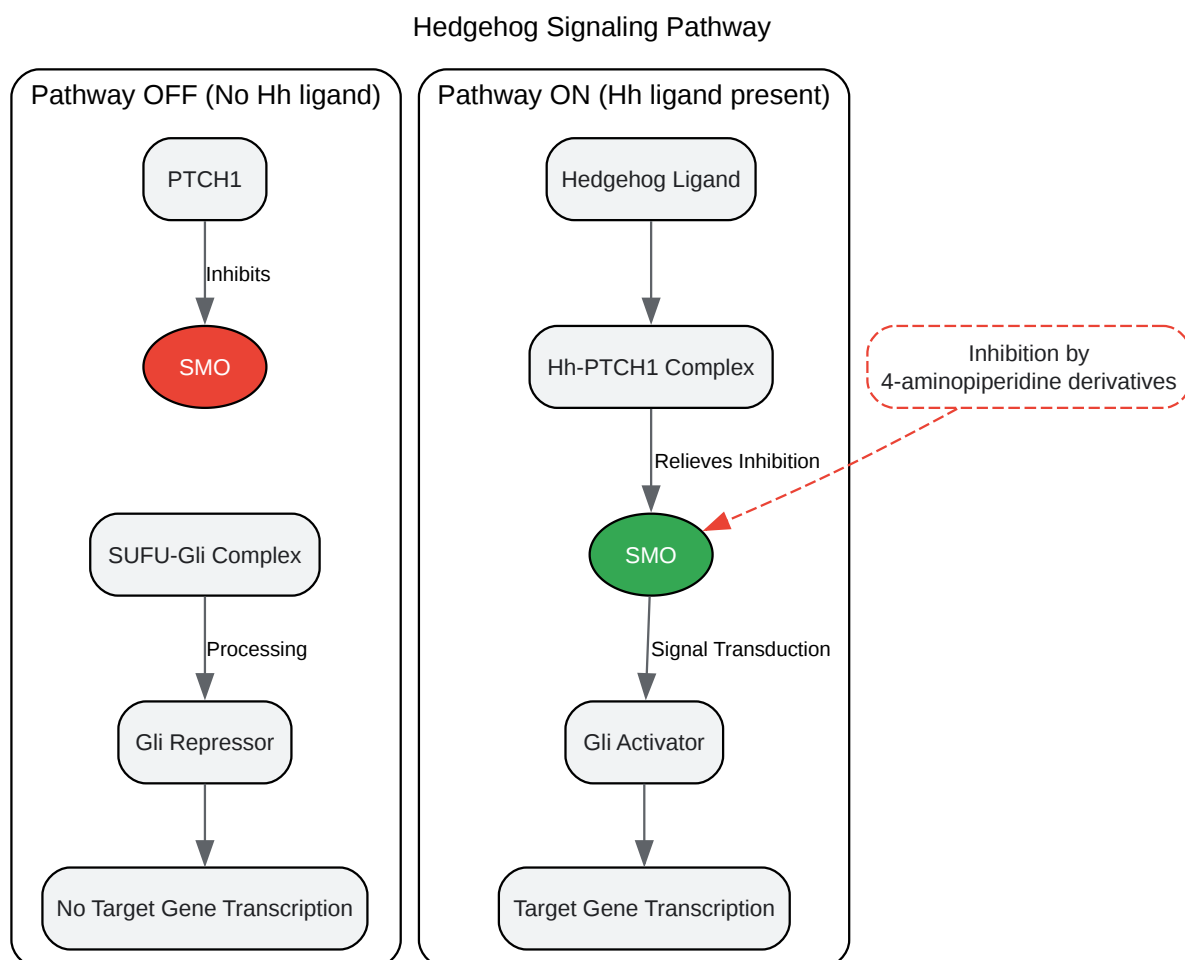 Hedgehog Signaling Pathway
Pathway OFF (No Hh ligand)
PTCH1
Inhibits
SMO
SUFU-Gli Complex
Processing
Gli Repressor
No Target Gene Transcription
Pathway ON (Hh ligand present)
Hedgehog Ligand
Hh-PTCH1 Complex
Relieves Inhibition
SMO
Signal Transduction
Gli Activator
Target Gene Transcription
Inhibition by
4-aminopiperidine derivatives